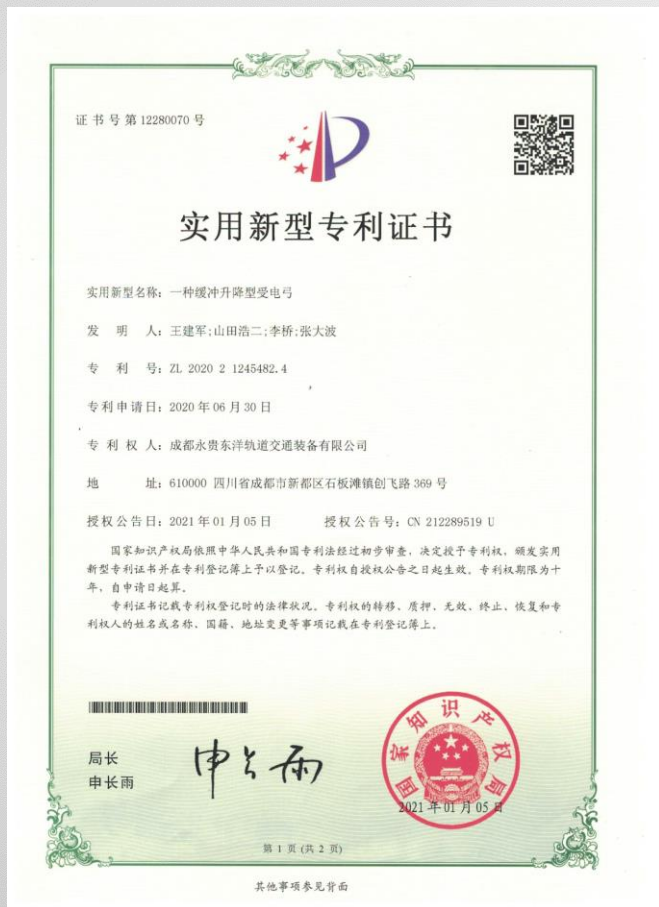 证书号第12280070号
实用新型专利证书
实用新型名称：一种缓冲升降型受电弓
发明人：王建军;山田浩二;李桥;张大波
专利号：ZL 2020 2 1245482.4
专利申请日：2020年06月30日
专利权人：成都永贵东洋轨道交通装备有限公司
地址：610000 四川省成都市新都区石板滩镇创飞路369号
授权公告日：2021年01月05日 授权公告号：CN 212289519 U
国家知识产权局依照中华人民共和国专利法经过初步审查，决定授予专利权，颁发实用
新型专利证书并在专利登记簿上予以登记。专利权自授权公告之日起生效。专利权期限为十
年，自申请日起算。
专利证书记载专利权登记时的法律状况。专利权的转移、质押、无效、终止、恢复和专
利权人的姓名或名称、国籍、地址变更等事项记载在专利登记簿上。
局长
申长雨
申长雨
国家知识产权局
2021年01月05日
第1页(共2页)
其他事项参见背面